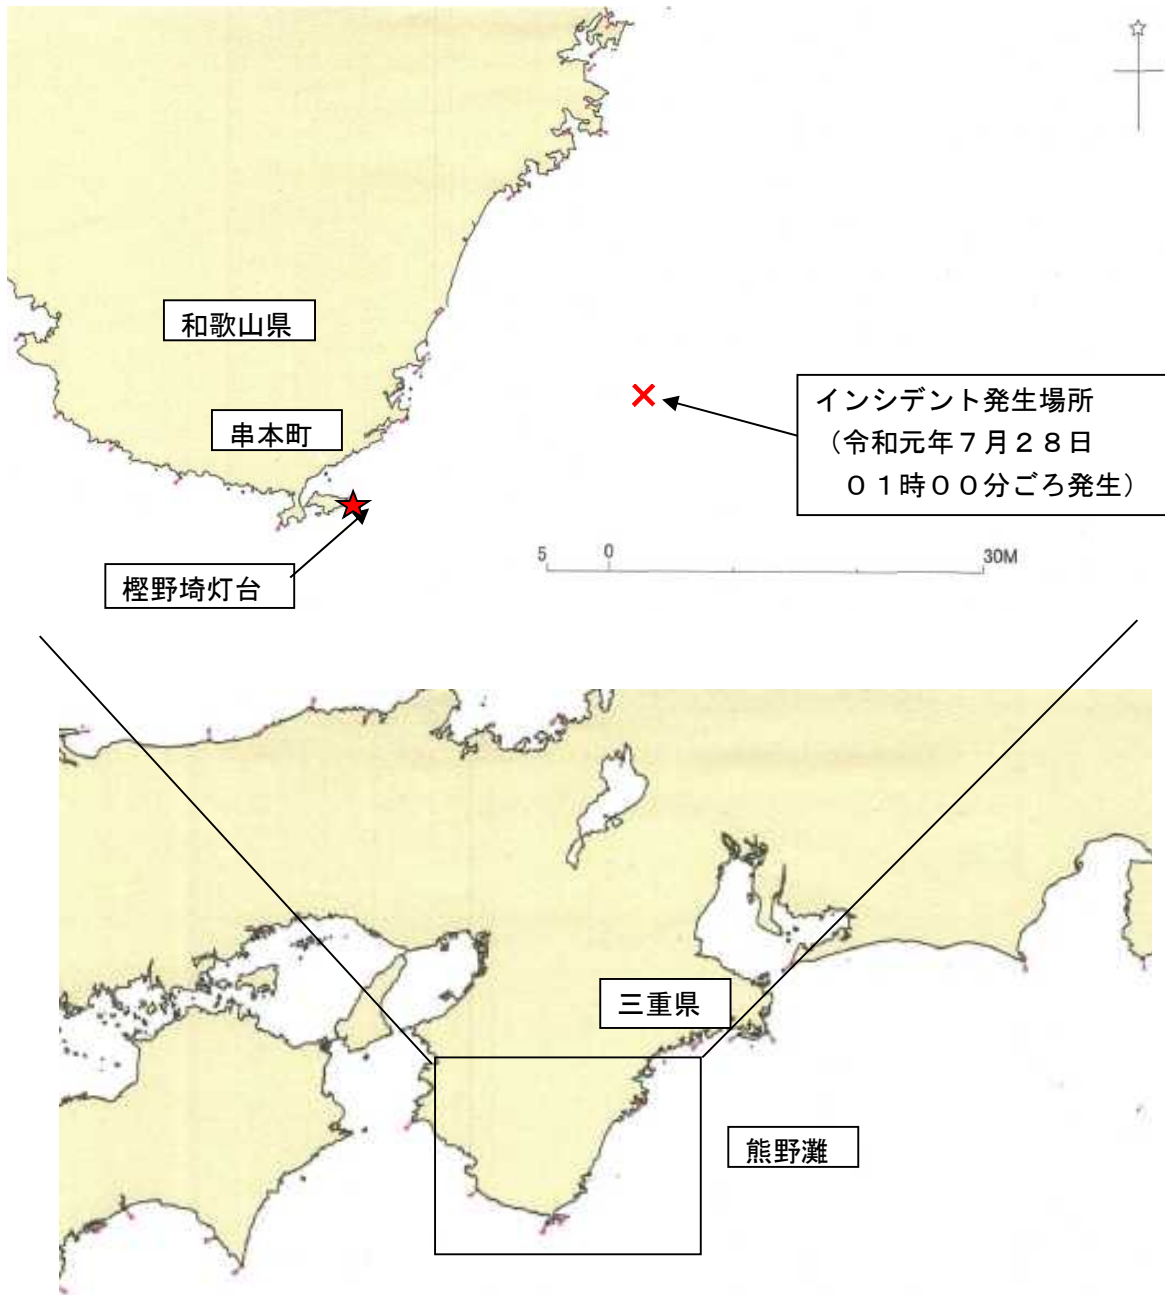 和歌山県
インシデント発生場所
（令和元年７月２８日
０１時００分ごろ発生）
串本町
5 0 30M
樫野埼灯台
三重県
熊野灘